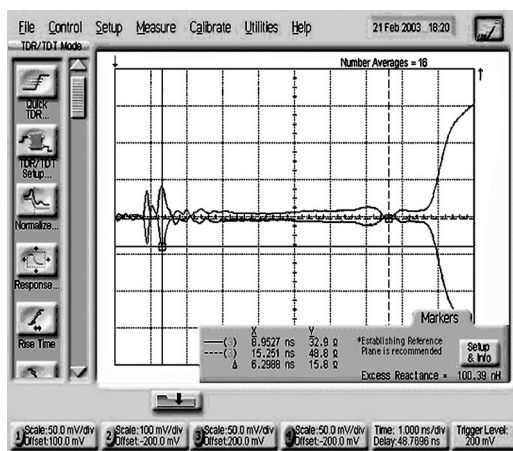 File Control Setup Measure Calibrate Utilities Help 21 Feb 2003 18:20
TDR/TDT Mode
Number Averages = 16
Quick
TDR...
TDR/TDT
Setup...
Normalize...
Response...
Rise Time
Markers
X Y
8.9527 ns 32.9 Ω
15.251 ns 48.8 Ω
Δ 6.2988 ns 15.8 Ω
*Establishing Reference
Plane is recommended
Setup
& Info
Excess Reactance = 100.39 nH
1 Scale: 50.0 mV/div
Offset: 100.0 mV
2 Scale: 100 mV/div
Offset: -200.0 mV
3 Scale: 50.0 mV/div
Offset: 200.0 mV
4 Scale: 50.0 mV/div
Offset: -200.0 mV
Time: 1.000 ns/div
Delay: 48.7696 ns
Trigger Level:
200 mV